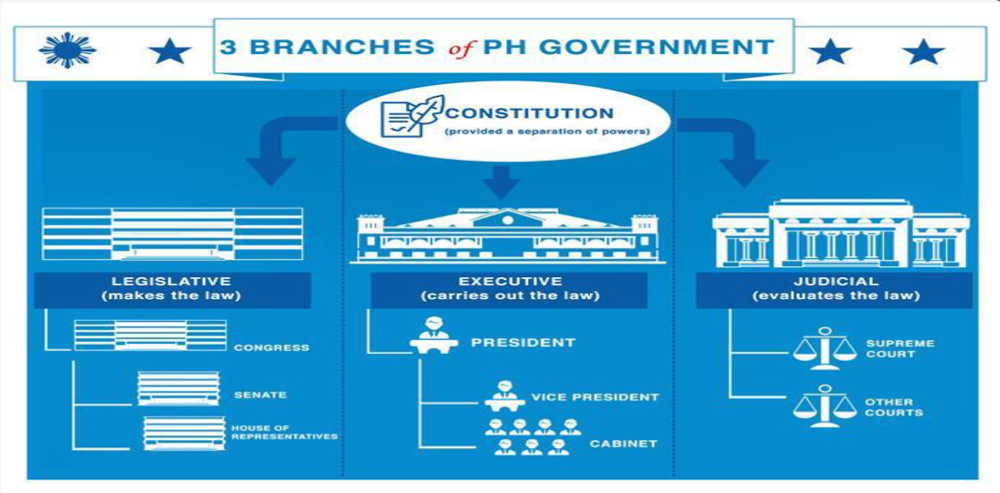 3 BRANCHES of PH GOVERNMENT
CONSTITUTION
(provided a separation of powers)
LEGISLATIVE
(makes the law)
CONGRESS
SENATE
HOUSE OF
REPRESENTATIVES
EXECUTIVE
(carries out the law)
PRESIDENT
VICE PRESIDENT
CABINET
JUDICIAL
(evaluates the law)
SUPREME
COURT
OTHER
COURTS